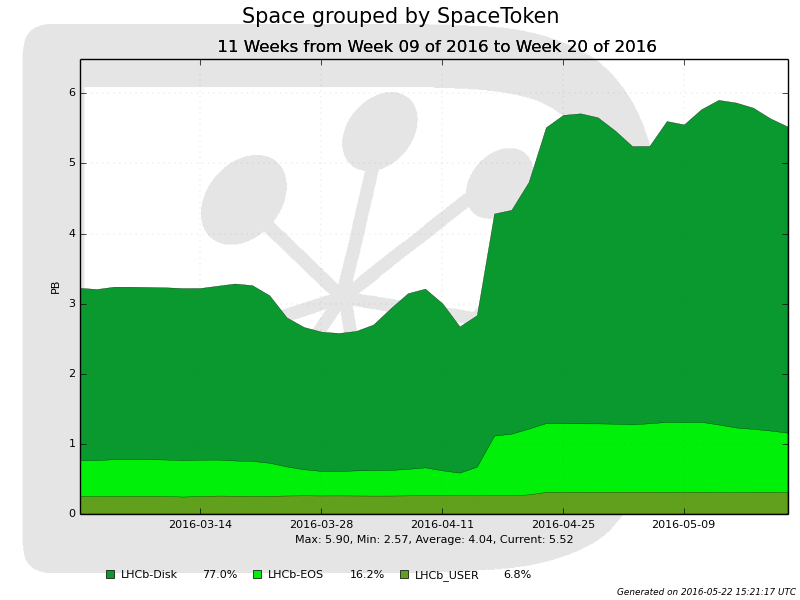 Space grouped by SpaceToken
11 Weeks from Week 09 of 2016 to Week 20 of 2016
6
5
4
PB
3
2
1
0
2016-03-14 2016-03-28 2016-04-11 2016-04-25 2016-05-09
Max: 5.90, Min: 2.57, Average: 4.04, Current: 5.52
LHCb-Disk 77.0% LHCb-EOS 16.2% LHCb_USER 6.8%
Generated on 2016-05-22 15:21:17 UTC